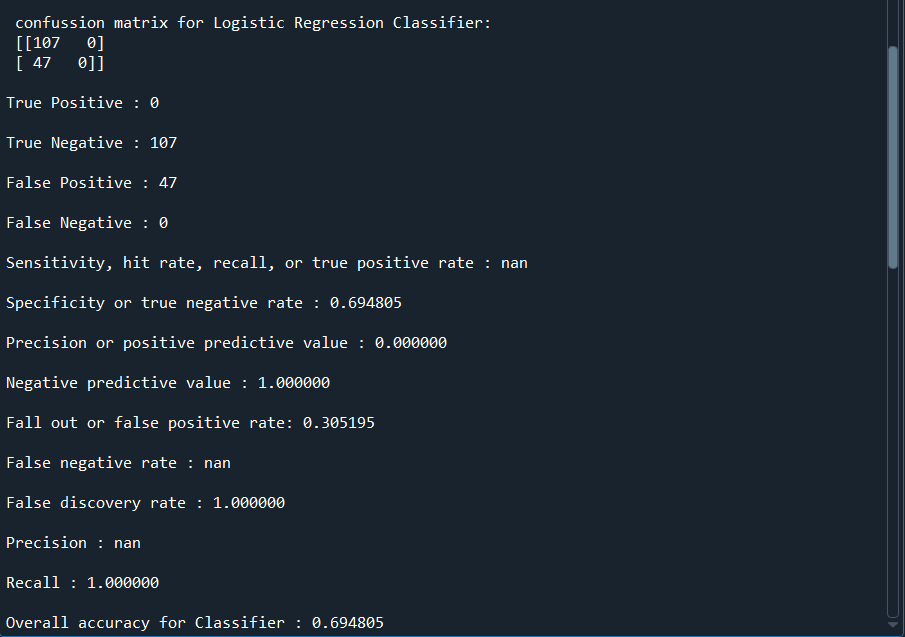 confussion matrix for Logistic Regression Classifier:
[[107   0]
[ 47   0]]
True Positive : 0
True Negative : 107
False Positive : 47
False Negative : 0
Sensitivity, hit rate, recall, or true positive rate : nan
Specificity or true negative rate : 0.694805
Precision or positive predictive value : 0.000000
Negative predictive value : 1.000000
Fall out or false positive rate: 0.305195
False negative rate : nan
False discovery rate : 1.000000
Precision : nan
Recall : 1.000000
Overall accuracy for Classifier : 0.694805